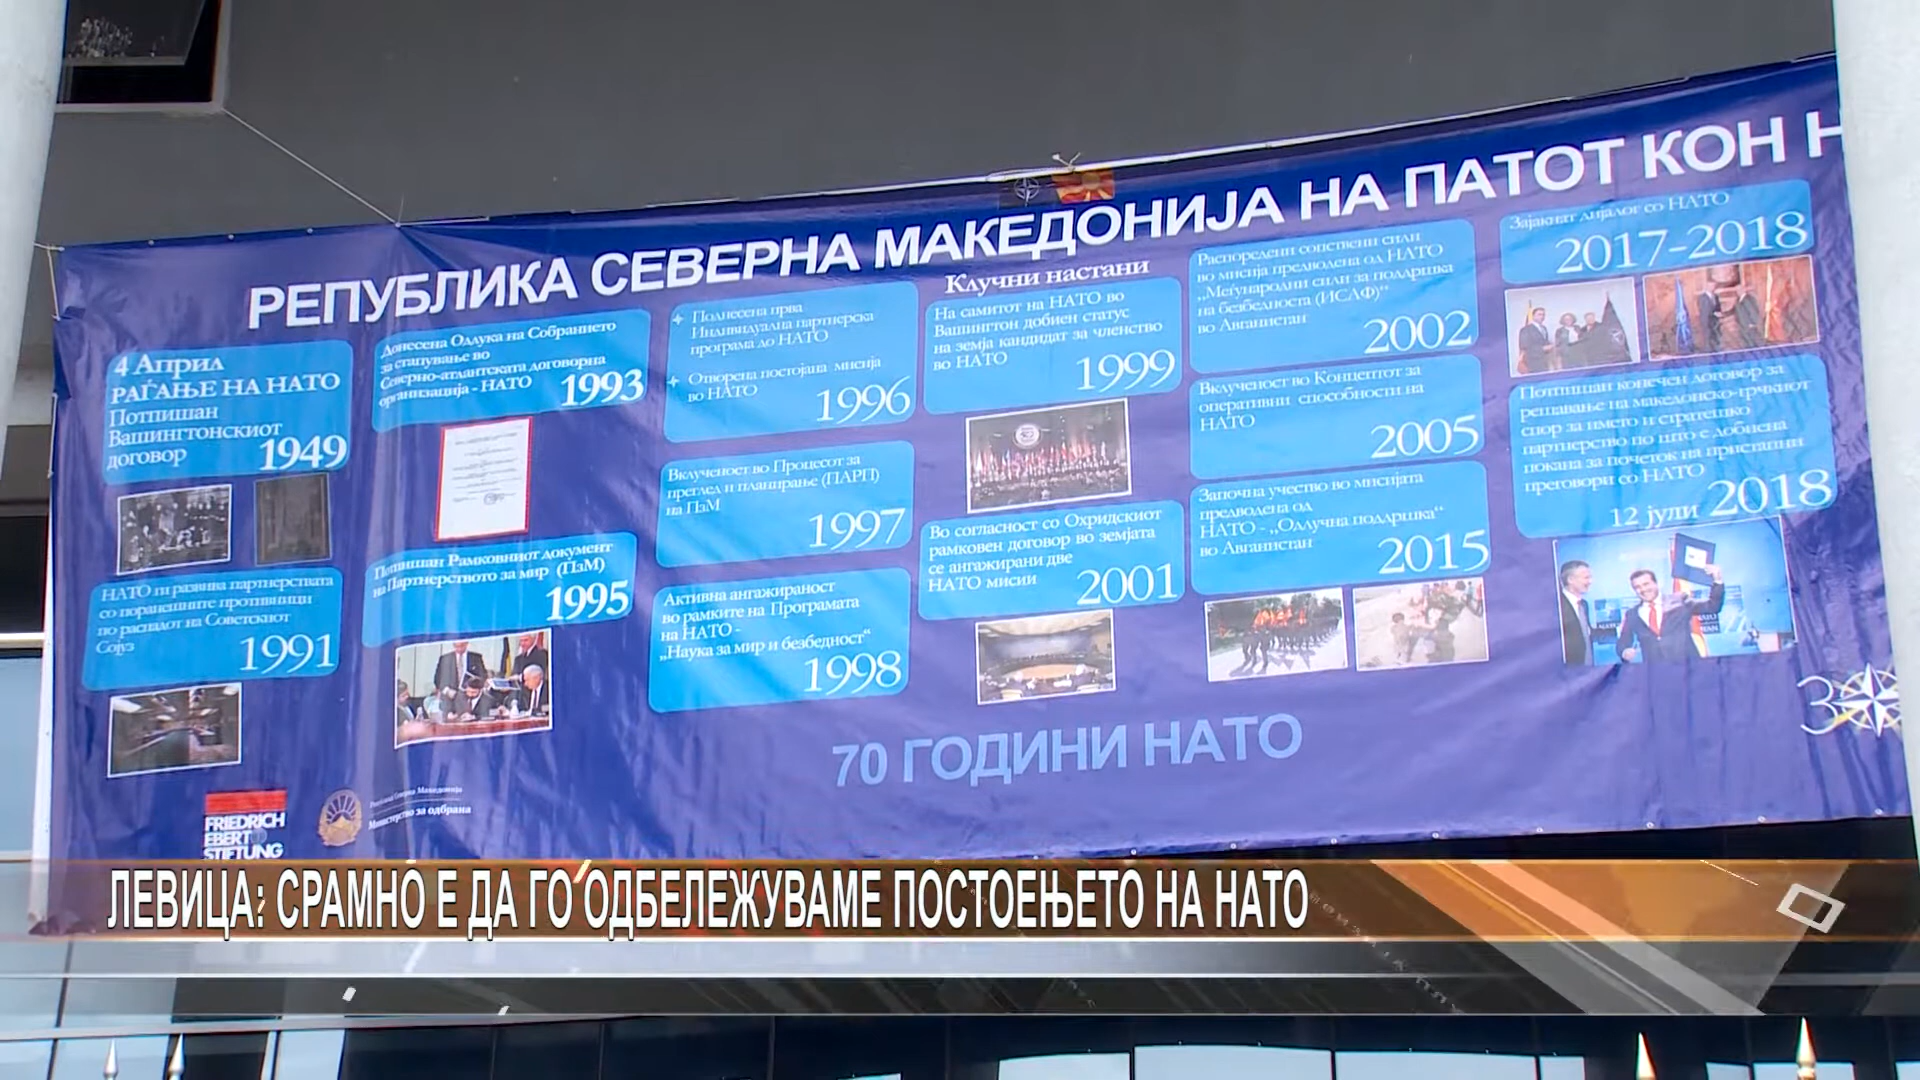 РЕПУБЛИКА СЕВЕРНА МАКЕДОНИЈА НА ПАТОТ КОН Н
Клучни настани
4 Април
РАЃАЊЕ НА НАТО
Потпишан
Вашингтонскиот
договор 1949
НАТО ги развива партнерствата
со поранешните противници
по распадот на Советскиот
Сојуз
1991
Донесена Одлука на Собранието
за стапување во
Северно-атлантската договорна
организација - НАТО 1993
Потпишан Рамковниот документ
на Партнерството за мир (ПзМ)
1995
Поднесена прва
Индивидуална партнерска
програма до НАТО
Отворена постојана мисија
во НАТО
1996
Вклученост во Процесот за
преглед и планирање (ПАРП)
на ПзМ
1997
Активна ангажираност
во рамките на Програмата
на НАТО -
„Наука за мир и безбедност“
1998
На самитот на НАТО во
Вашингтон добиен статус
на земја кандидат за членство
во НАТО
1999
Во согласност со Охридскиот
рамковен договор во земјата
се ангажирани две
НАТО мисии 2001
Распоредени сопствени сили
во мисија предводена од НАТО
„Меѓународни сили за поддршка
на безбедноста (ИСАФ)“
во Авганистан
2002
Вклученост во Концептот за
оперативни способности на
НАТО
2005
Започна учество во мисијата
предводена од
НАТО - „Одлучна поддршка“
во Авганистан
2015
Зајакнат дијалог со НАТО
2017-2018
Потпишан конечен договор за
решавање на македонско-грчкиот
спор за името и стратешко
партнерство по што е добиена
покана за почеток на пристапни
преговори со НАТО
12 јули 2018
70 ГОДИНИ НАТО
30
FRIEDRICH
EBERT
STIFTUNG
Република Северна Македонија
Министерство за одбрана
ЛЕВИЦА: СРАМНО Е ДА ГО ОДБЕЛЕЖУВАМЕ ПОСТОЕЊЕТО НА НАТО